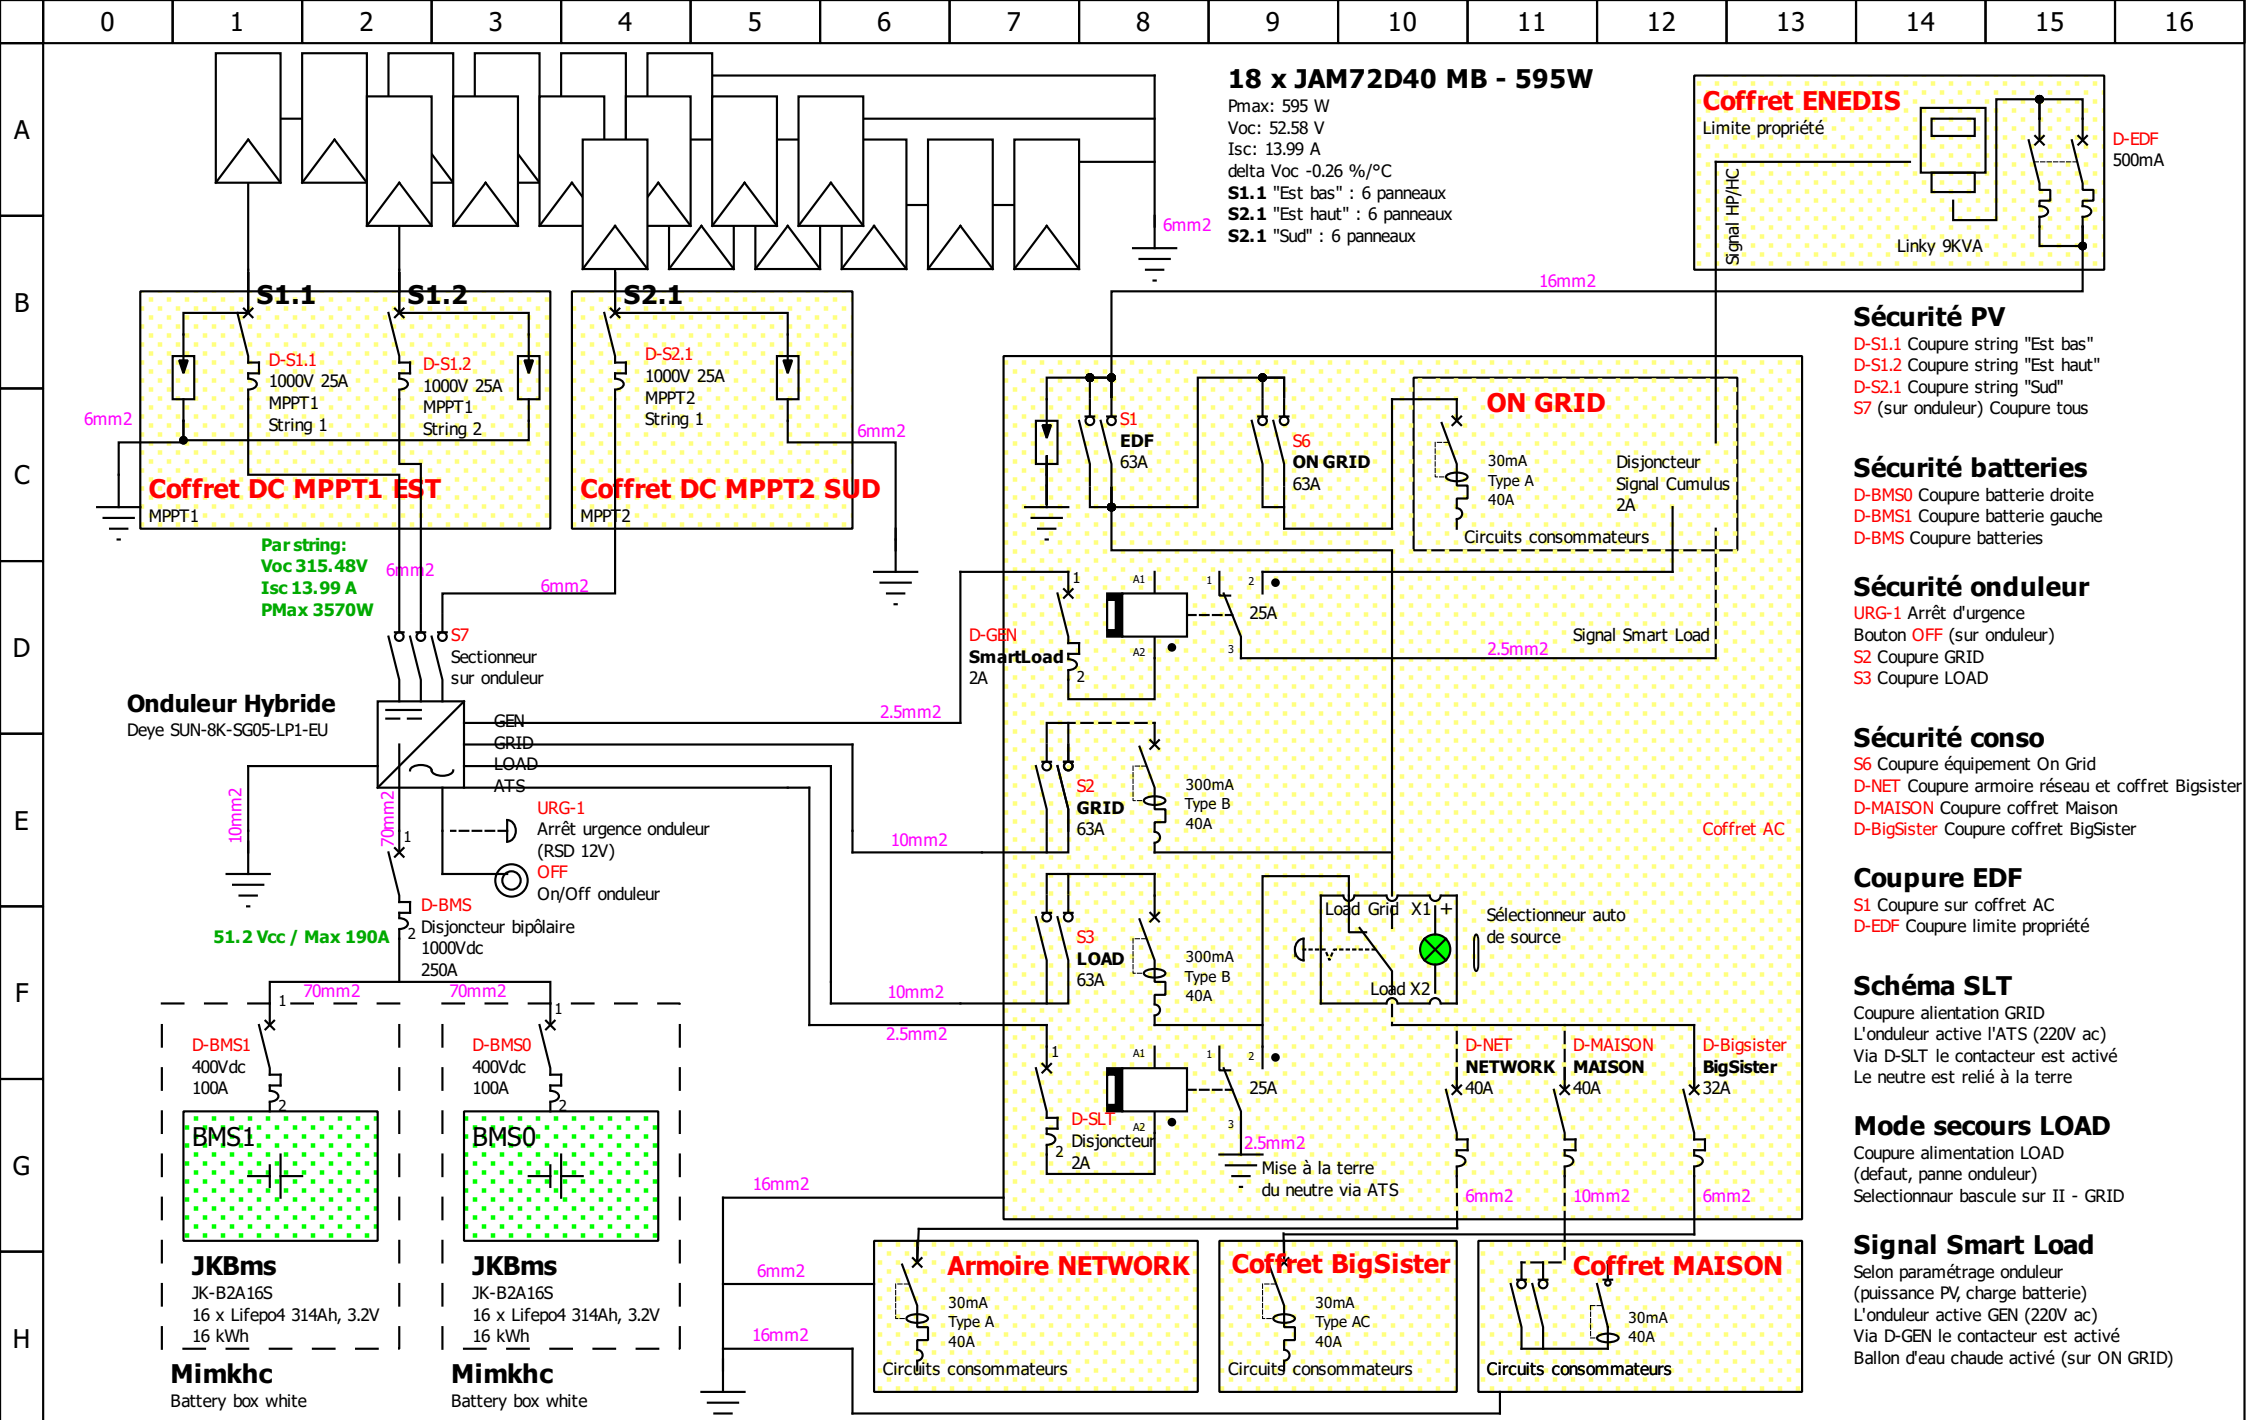 0 1 2 3 4 5 6 7 8 9 10 11 12 13 14 15 16
A
B
C
D
E
F
G
H
18 x JAM72D40 MB - 595W
Pmax: 595 W
Voc: 52.58 V
Isc: 13.99 A
delta Voc -0.26 %/°C
S1.1 "Est bas" : 6 panneaux
S2.1 "Est haut" : 6 panneaux
S2.1 "Sud" : 6 panneaux
6mm2
Coffret ENEDIS
Limite propriété
Signal HP/HC
Linky 9KVA
D-EDF
500mA
16mm2
S1.1
S1.2
S2.1
D-S1.1
1000V 25A
MPPT1
String 1
D-S1.2
1000V 25A
MPPT1
String 2
D-S2.1
1000V 25A
MPPT2
String 1
6mm2
6mm2
Coffret DC MPPT1 EST
MPPT1
Coffret DC MPPT2 SUD
MPPT2
Par string:
Voc 315.48V
Isc 13.99 A
PMax 3570W
6mm2
6mm2
S7
Sectionneur
sur onduleur
Onduleur Hybride
Deye SUN-8K-SG05-LP1-EU
GEN
GRID
LOAD
ATS
2.5mm2
10mm2
10mm2
2.5mm2
10mm2
70mm2
URG-1
Arrêt urgence onduleur
(RSD 12V)
OFF
On/Off onduleur
1
D-BMS
2
Disjoncteur bipôlaire
1000Vdc
250A
51.2 Vcc / Max 190A
70mm2
70mm2
1
D-BMS1
400Vdc
100A
2
BMS1
JKBms
JK-B2A16S
16 x Lifepo4 314Ah, 3.2V
16 kWh
Mimkhc
Battery box white
1
D-BMS0
400Vdc
100A
2
BMS0
JKBms
JK-B2A16S
16 x Lifepo4 314Ah, 3.2V
16 kWh
Mimkhc
Battery box white
S1
EDF
63A
S6
ON GRID
63A
ON GRID
30mA
Type A
40A
Disjoncteur
Signal Cumulus
2A
Circuits consommateurs
1
D-GEN
SmartLoad
2A
2
A1
A2
1
2
3
25A
Signal Smart Load
2.5mm2
S2
GRID
63A
300mA
Type B
40A
Coffret AC
S3
LOAD
63A
300mA
Type B
40A
Load Grid X1 +
Load X2
Sélectionneur auto
de source
1
D-SLT
Disjoncteur
2A
2
A1
A2
1
2
3
25A
2.5mm2
Mise à la terre
du neutre via ATS
D-NET
NETWORK
40A
D-MAISON
MAISON
40A
D-Bigsister
BigSister
32A
6mm2
10mm2
6mm2
16mm2
6mm2
16mm2
Armoire NETWORK
30mA
Type A
40A
Circuits consommateurs
Coffret BigSister
30mA
Type AC
40A
Circuits consommateurs
Coffret MAISON
30mA
40A
Circuits consommateurs
Sécurité PV
D-S1.1 Coupure string "Est bas"
D-S1.2 Coupure string "Est haut"
D-S2.1 Coupure string "Sud"
S7 (sur onduleur) Coupure tous
Sécurité batteries
D-BMS0 Coupure batterie droite
D-BMS1 Coupure batterie gauche
D-BMS Coupure batteries
Sécurité onduleur
URG-1 Arrêt d'urgence
Bouton OFF (sur onduleur)
S2 Coupure GRID
S3 Coupure LOAD
Sécurité conso
S6 Coupure équipement On Grid
D-NET Coupure armoire réseau et coffret Bigsister
D-MAISON Coupure coffret Maison
D-BigSister Coupure coffret BigSister
Coupure EDF
S1 Coupure sur coffret AC
D-EDF Coupure limite propriété
Schéma SLT
Coupure alientation GRID
L'onduleur active l'ATS (220V ac)
Via D-SLT le contacteur est activé
Le neutre est relié à la terre
Mode secours LOAD
Coupure alimentation LOAD
(defaut, panne onduleur)
Selectionnaur bascule sur II - GRID
Signal Smart Load
Selon paramétrage onduleur
(puissance PV, charge batterie)
L'onduleur active GEN (220V ac)
Via D-GEN le contacteur est activé
Ballon d'eau chaude activé (sur ON GRID)